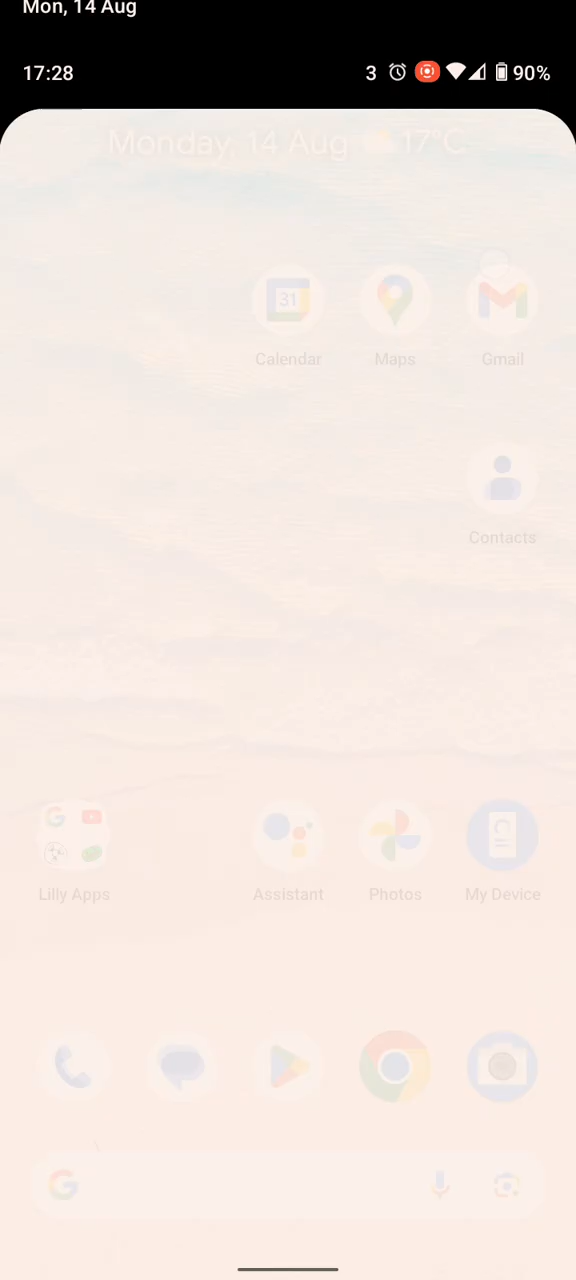 Mon, 14 Aug
17:28 3 90%
Monday, 14 Aug 17°C
31
Calendar Maps Gmail
Contacts
Lilly Apps Assistant Photos My Device